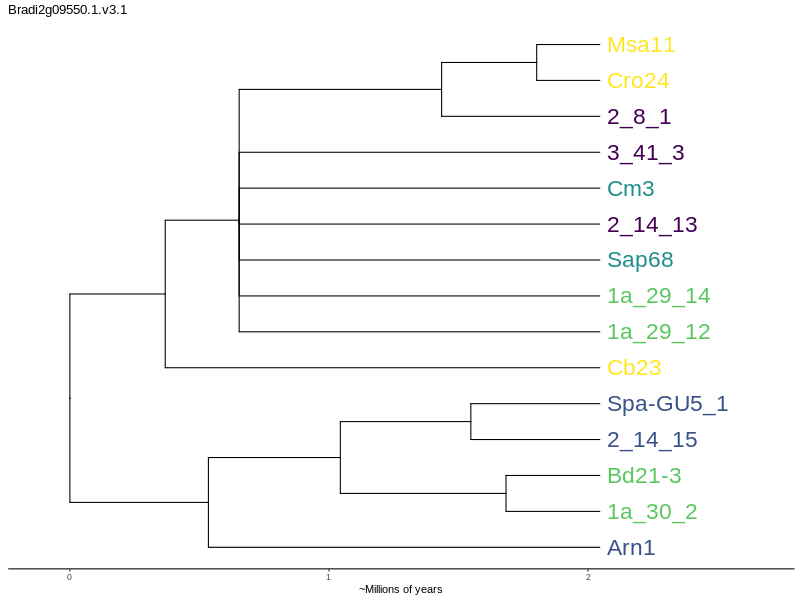 Bradi2g09550.1.v3.1
Msa11
Cro24
2_8_1
3_41_3
Cm3
2_14_13
Sap68
1a_29_14
1a_29_12
Cb23
Spa-GU5_1
2_14_15
Bd21-3
1a_30_2
Arn1
0 1 2
~Millions of years